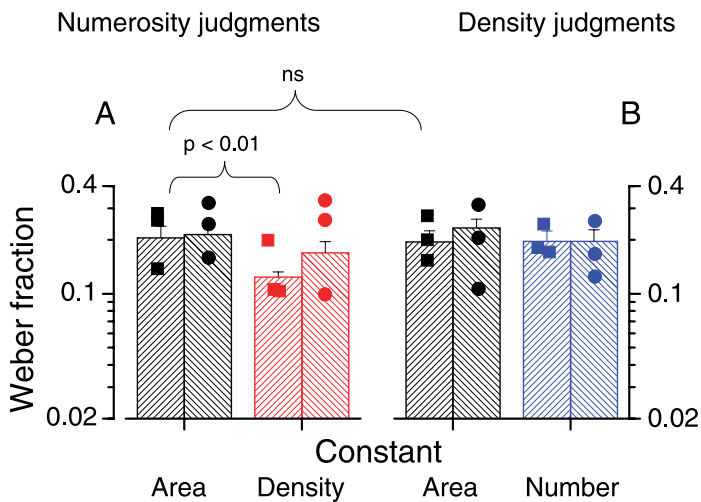 Numerosity judgments
Density judgments
ns
A
B
p < 0.01
Weber fraction
0.4
0.1
0.02
0.4
0.1
0.02
Constant
Area
Density
Area
Number